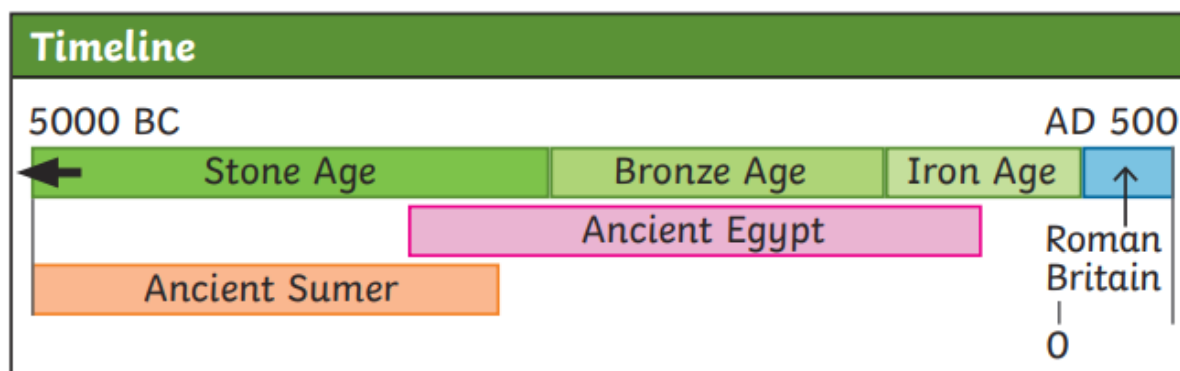 Timeline
5000 BC
AD 500
Stone Age
Bronze Age
Iron Age
Ancient Egypt
Roman
Britain
Ancient Sumer
0